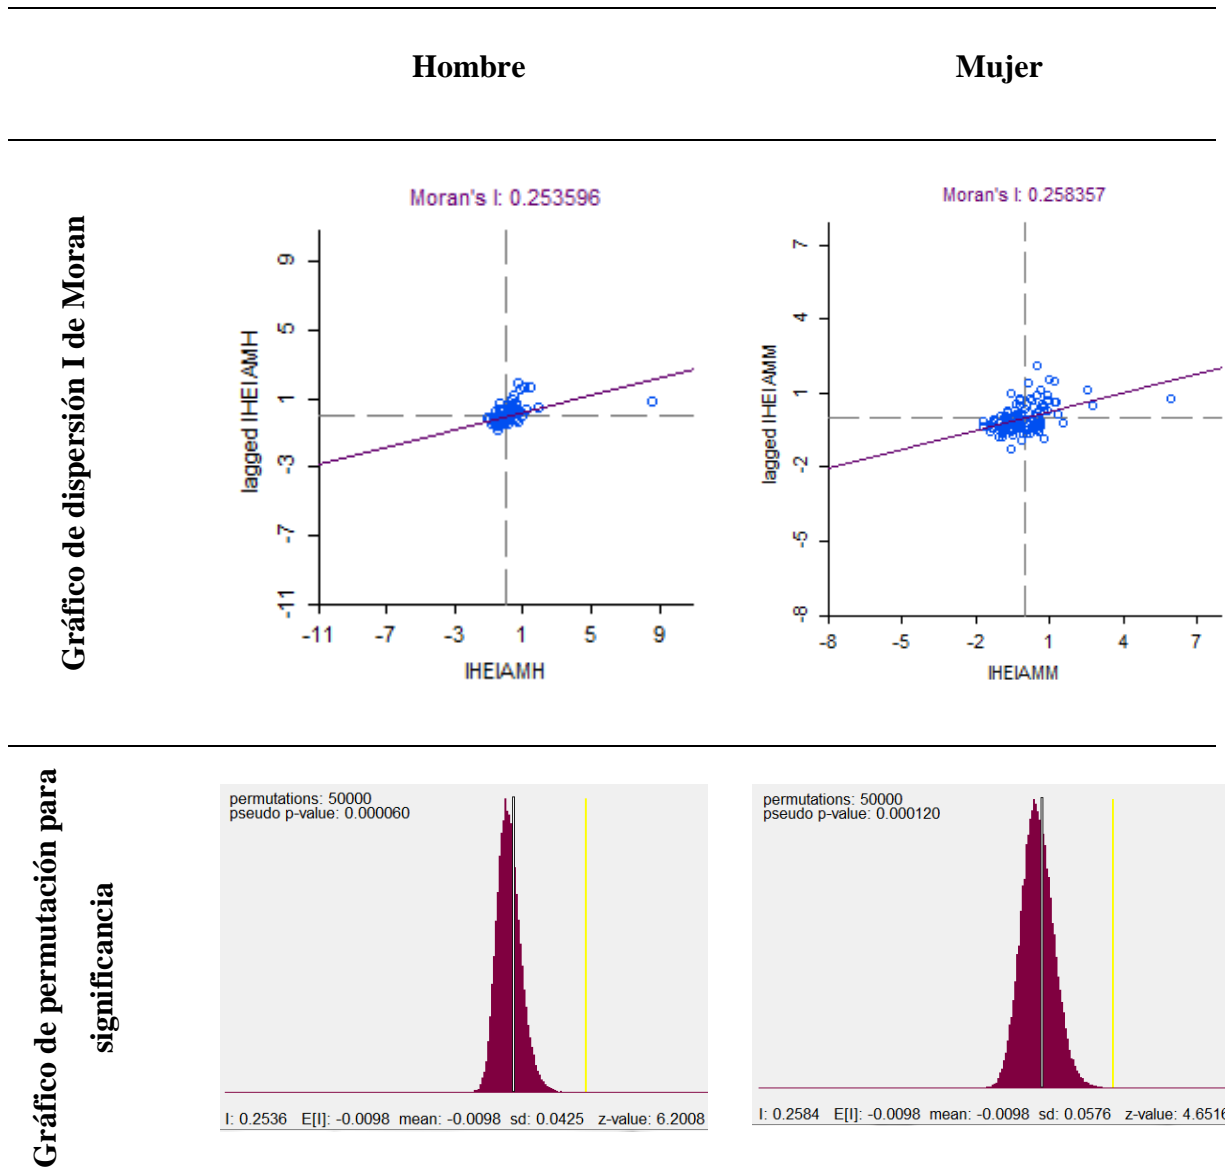 Hombre
Mujer
Gráfico de dispersión I de Moran
Moran's I: 0.253596
lagged IHEIAMH
9
5
1
-3
-7
-11
-11 -7 -3 1 5 9
IHEIAMH
Moran's I: 0.258357
lagged IHEIAMM
7
4
1
-2
-5
-8
-8 -5 -2 1 4 7
IHEIAMM
Gráfico de permutación para
significancia
permutations: 50000
pseudo p-value: 0.000060
I: 0.2536 E[I]: -0.0098 mean: -0.0098 sd: 0.0425 z-value: 6.2008
permutations: 50000
pseudo p-value: 0.000120
I: 0.2584 E[I]: -0.0098 mean: -0.0098 sd: 0.0576 z-value: 4.6516